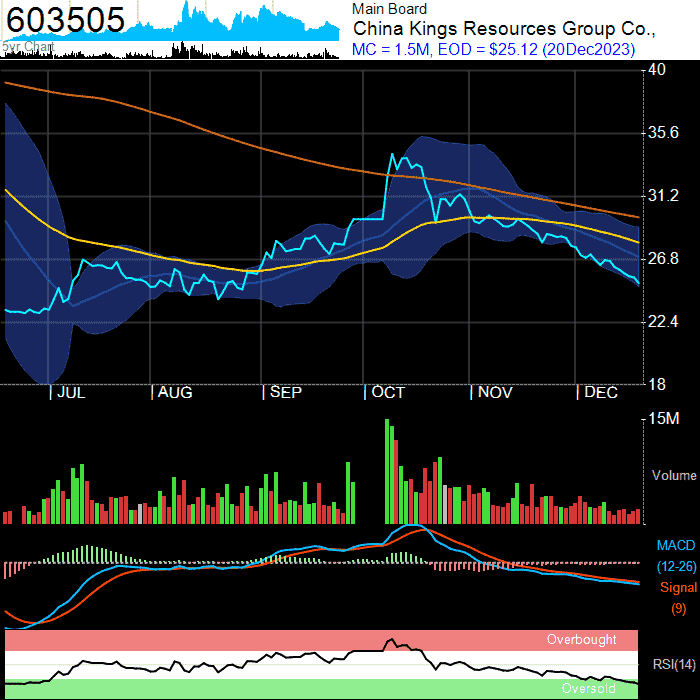 603505
5yr Chart
Main Board
China Kings Resources Group Co.,
MC = 1.5M, EOD = $25.12 (20Dec2023)
40
35.6
31.2
26.8
22.4
18
JUL AUG SEP OCT NOV DEC
15M
Volume
MACD
(12-26)
Signal
(9)
Overbought
RSI(14)
Oversold